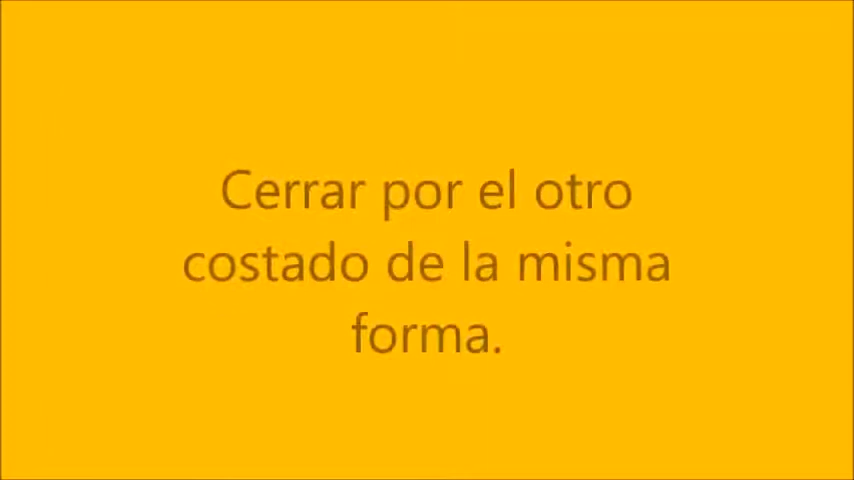 Cerrar por el otro
costado de la misma
forma.